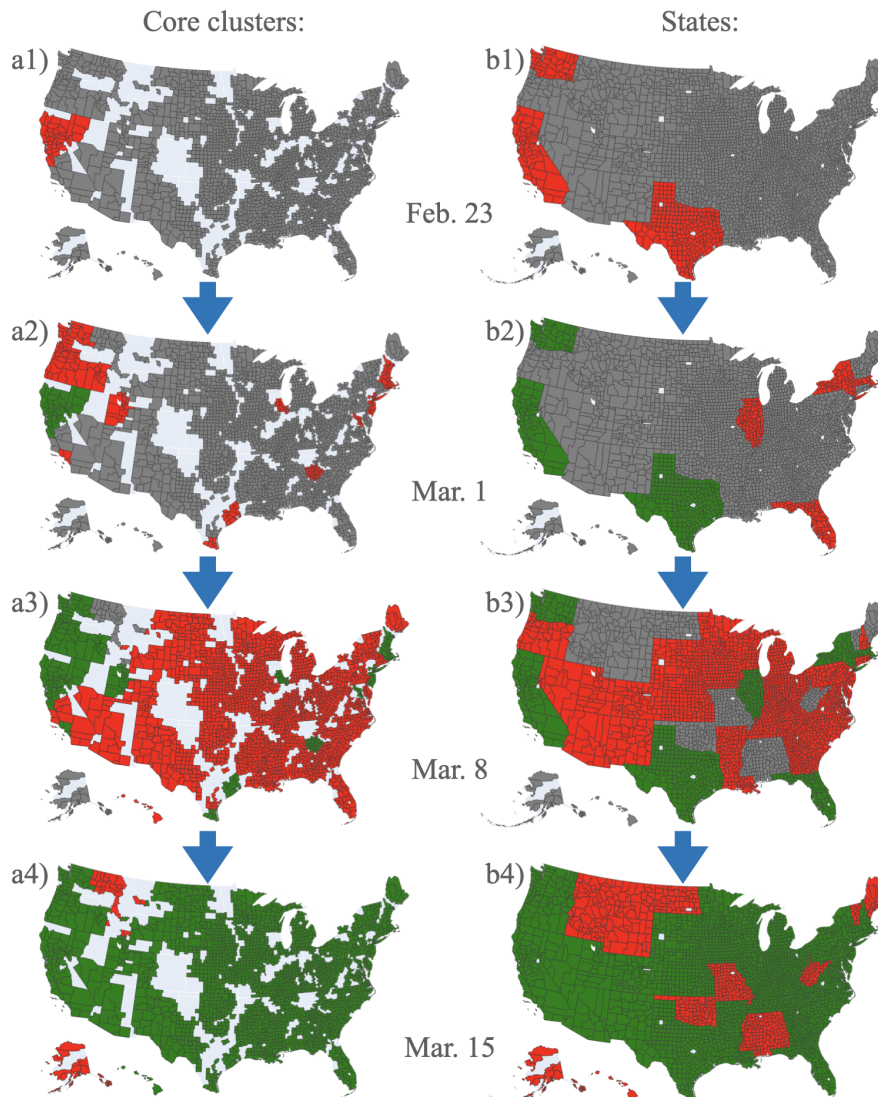 Core clusters:
States:
a1)
b1)
Feb. 23
a2)
b2)
Mar. 1
a3)
b3)
Mar. 8
a4)
b4)
Mar. 15